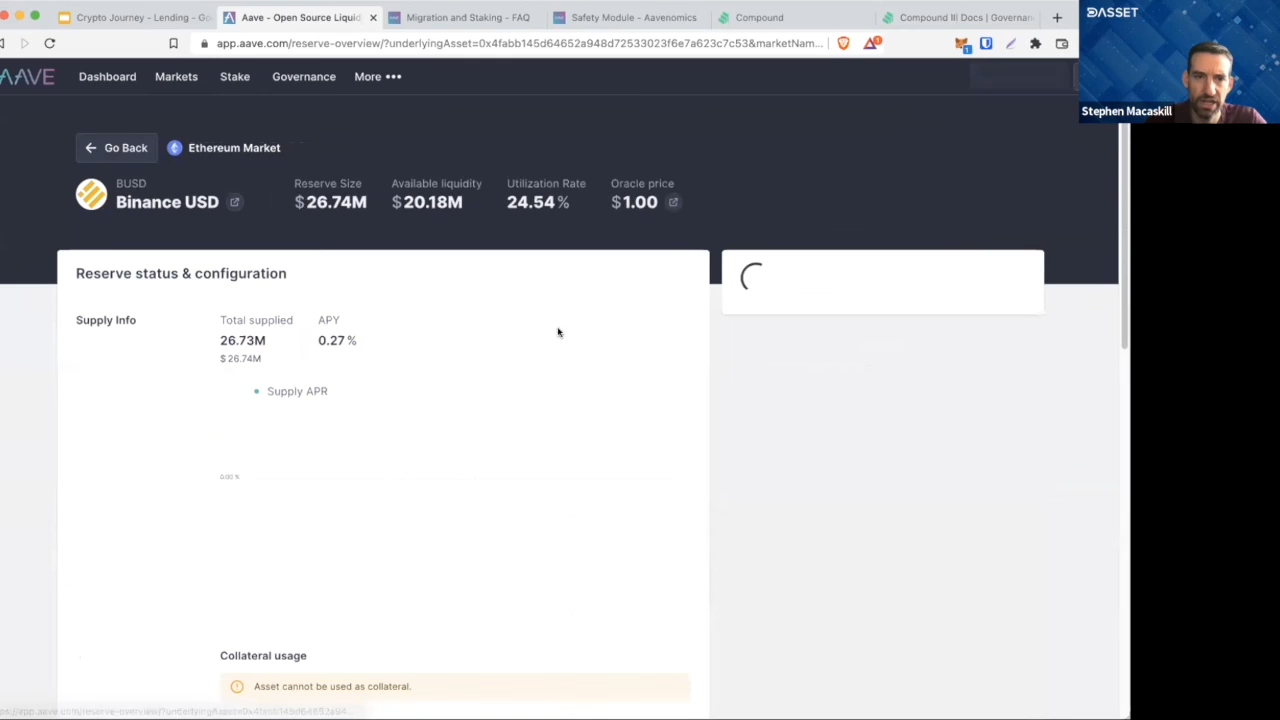 Crypto Journey - Lending - Go
Aave - Open Source Liquid
Migration and Staking - FAQ
Safety Module - Aavenomics
Compound
Compound III Docs | Governan
app.aave.com/reserve-overview/?underlyingAsset=0x4fabb145d64652a948d72533023f6e7a623c7c53&marketNam...
1
1
DASSET
Stephen Macaskill
AAVE
Dashboard
Markets
Stake
Governance
More
Go Back
Ethereum Market
BUSD
Binance USD
Reserve Size
$26.74M
Available liquidity
$20.18M
Utilization Rate
24.54%
Oracle price
$1.00
Reserve status & configuration
Supply Info
Total supplied
26.73M
$26.74M
APY
0.27%
Supply APR
0.00 %
Collateral usage
Asset cannot be used as collateral.